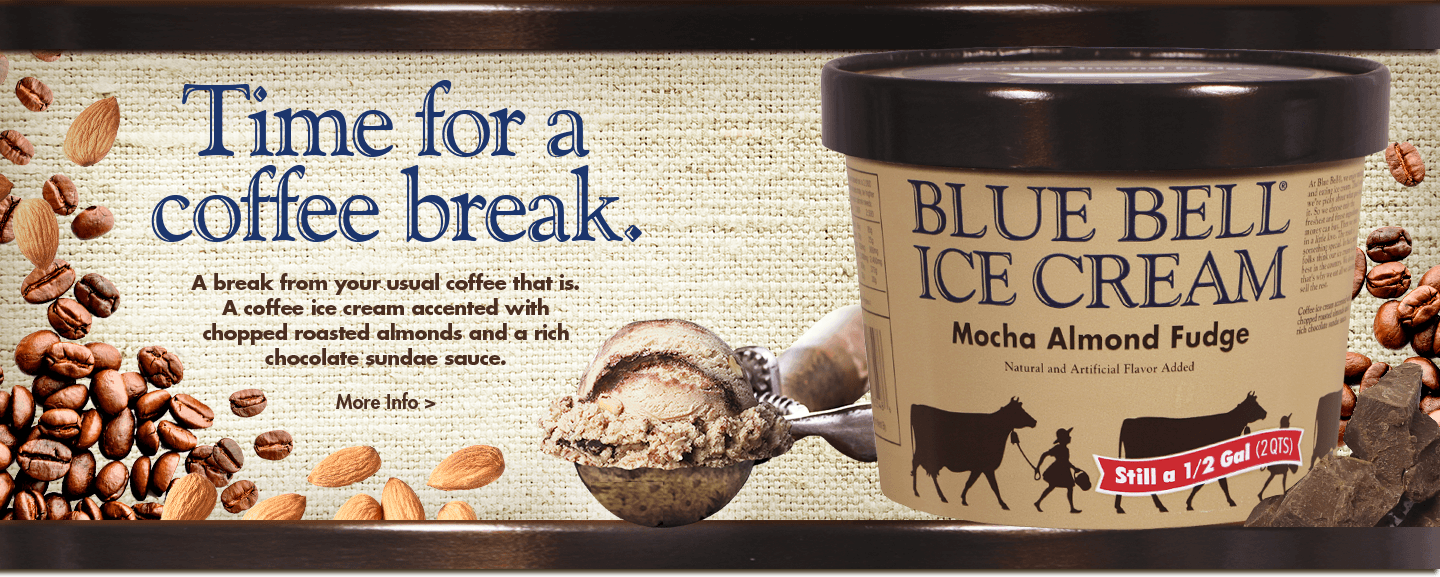 Time for a
coffee break.
A break from your usual coffee that is.
A coffee ice cream accented with
chopped roasted almonds and a rich
chocolate sundae sauce.
More Info >
BLUE BELL®
ICE CREAM
Mocha Almond Fudge
Natural and Artificial Flavor Added
Still a 1/2 Gal (2QTS)